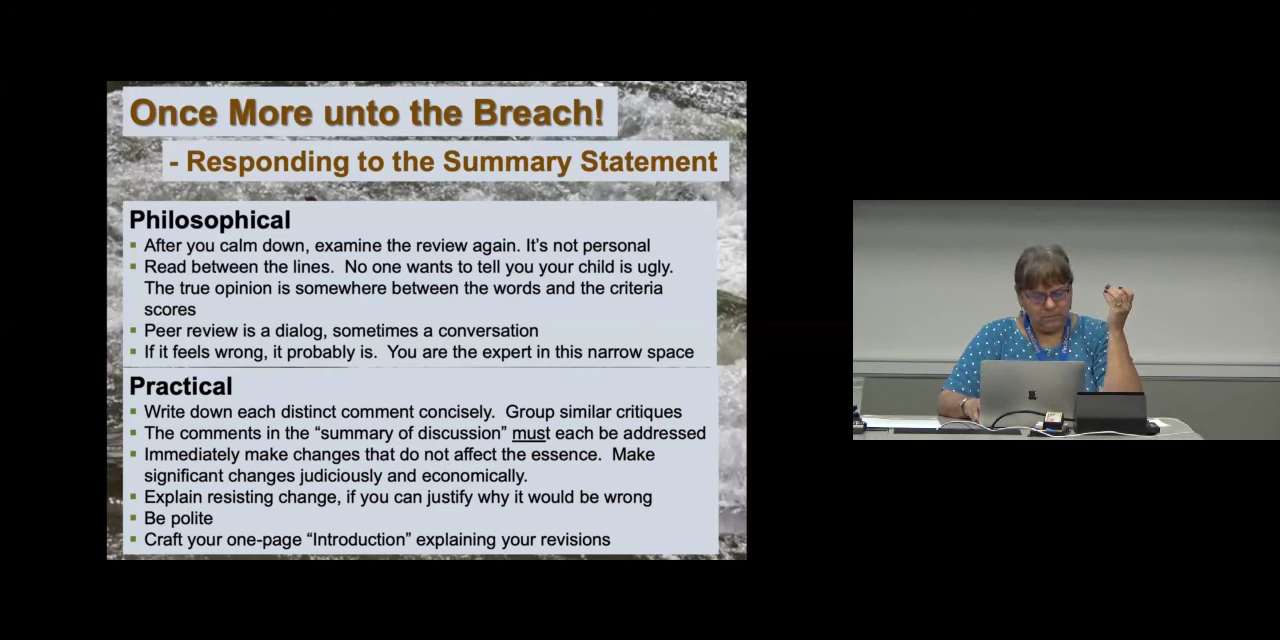 Once More unto the Breach!
- Responding to the Summary Statement
Philosophical
▪ After you calm down, examine the review again. It's not personal
▪ Read between the lines.  No one wants to tell you your child is ugly.
The true opinion is somewhere between the words and the criteria
scores
▪ Peer review is a dialog, sometimes a conversation
▪ If it feels wrong, it probably is.  You are the expert in this narrow space
Practical
▪ Write down each distinct comment concisely.  Group similar critiques
▪ The comments in the “summary of discussion” must each be addressed
▪ Immediately make changes that do not affect the essence.  Make
significant changes judiciously and economically.
▪ Explain resisting change, if you can justify why it would be wrong
▪ Be polite
▪ Craft your one-page “Introduction” explaining your revisions